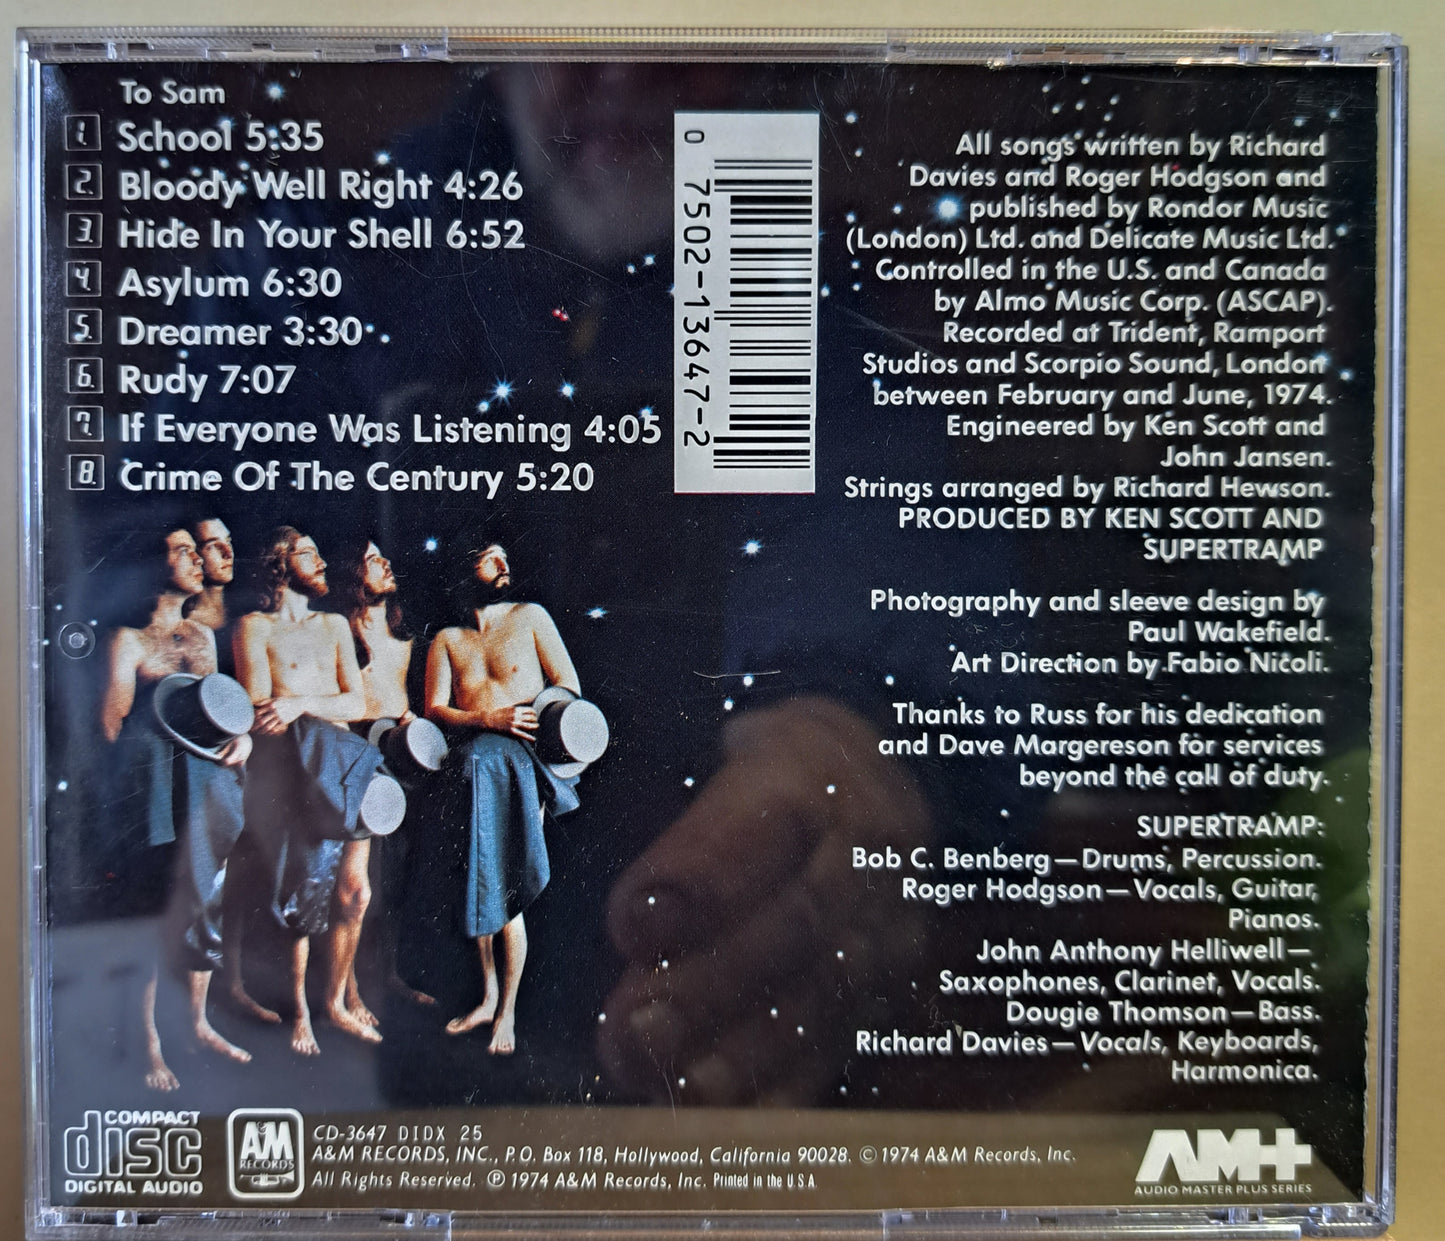 To Sam
1. School 5:35
2. Bloody Well Right 4:26
3. Hide In Your Shell 6:52
4. Asylum 6:30
5. Dreamer 3:30
6. Rudy 7:07
7. If Everyone Was Listening 4:05
8. Crime Of The Century 5:20
0 7502-13647-2
All songs written by Richard
Davies and Roger Hodgson and
published by Rondor Music
(London) Ltd. and Delicate Music Ltd.
Controlled in the U.S. and Canada
by Almo Music Corp. (ASCAP).
Recorded at Trident, Ramport
Studios and Scorpio Sound, London
between February and June, 1974.
Engineered by Ken Scott and
John Jansen.
Strings arranged by Richard Hewson.
PRODUCED BY KEN SCOTT AND
SUPERTRAMP
Photography and sleeve design by
Paul Wakefield.
Art Direction by Fabio Nicoli.
Thanks to Russ for his dedication
and Dave Margereson for services
beyond the call of duty.
SUPERTRAMP:
Bob C. Benberg—Drums, Percussion.
Roger Hodgson—Vocals, Guitar,
Pianos.
John Anthony Helliwell—
Saxophones, Clarinet, Vocals.
Dougie Thomson—Bass.
Richard Davies—Vocals, Keyboards,
Harmonica.
COMPACT
disc
DIGITAL AUDIO
A&M
RECORDS
CD-3647 DIDX 25
A&M RECORDS, INC., P.O. Box 118, Hollywood, California 90028. ©1974 A&M Records, Inc.
All Rights Reserved. ℗1974 A&M Records, Inc. Printed in the U.S.A.
AM+
AUDIO MASTER PLUS SERIES